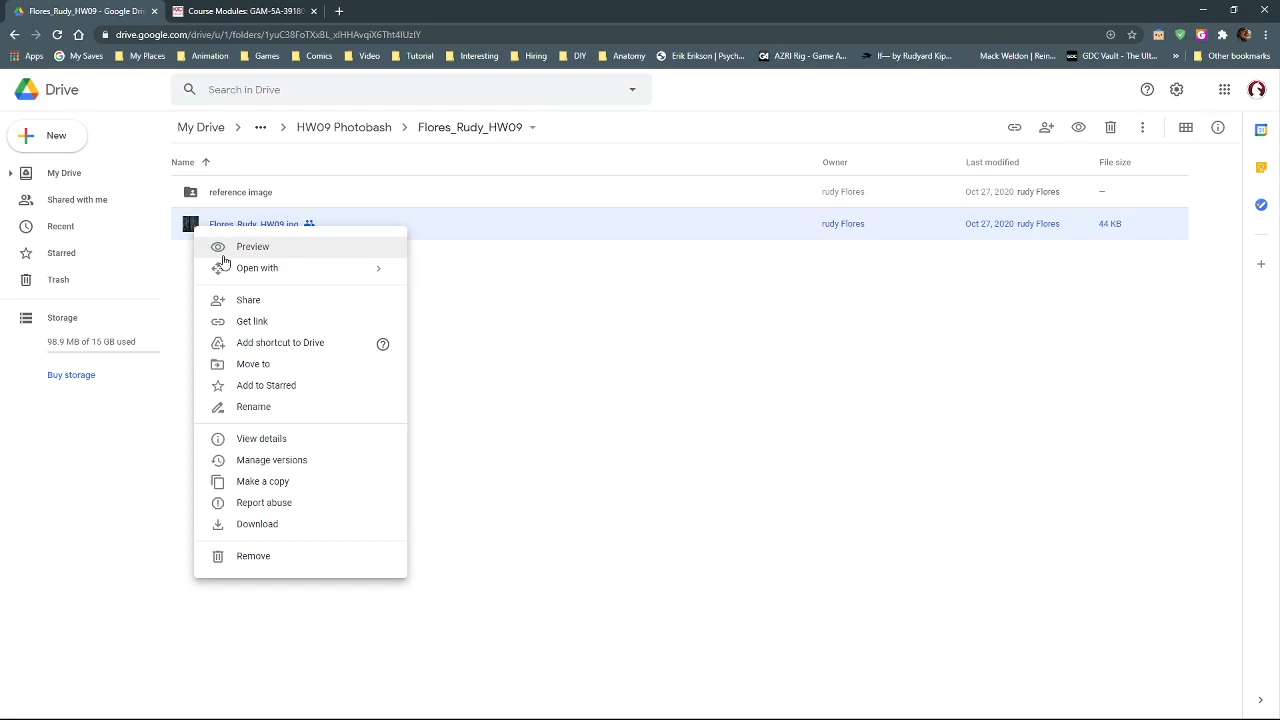 Flores_Rudy_HW09 - Google Driv
Course Modules: GAM-5A-39180
drive.google.com/drive/u/1/folders/1yuC38FoTXxBL_xIHHAvqiX6Tht4IUzIY
Apps My Saves My Places Animation Games Comics Video Tutorial Interesting Hiring DIY Anatomy Erik Erikson | Psych... AZRI Rig - Game A... If— by Rudyard Kip... Mack Weldon | Rein... GDC Vault - The Ult... » Other bookmarks
Drive
Search in Drive
New
My Drive HW09 Photobash Flores_Rudy_HW09
Name Owner Last modified File size
My Drive
reference image rudy Flores Oct 27, 2020 rudy Flores –
Shared with me
Flores_Rudy_HW09.jpg rudy Flores Oct 27, 2020 rudy Flores 44 KB
Recent
Starred
Trash
Storage
98.9 MB of 15 GB used
Buy storage
Preview
Open with
Share
Get link
Add shortcut to Drive
Move to
Add to Starred
Rename
View details
Manage versions
Make a copy
Report abuse
Download
Remove